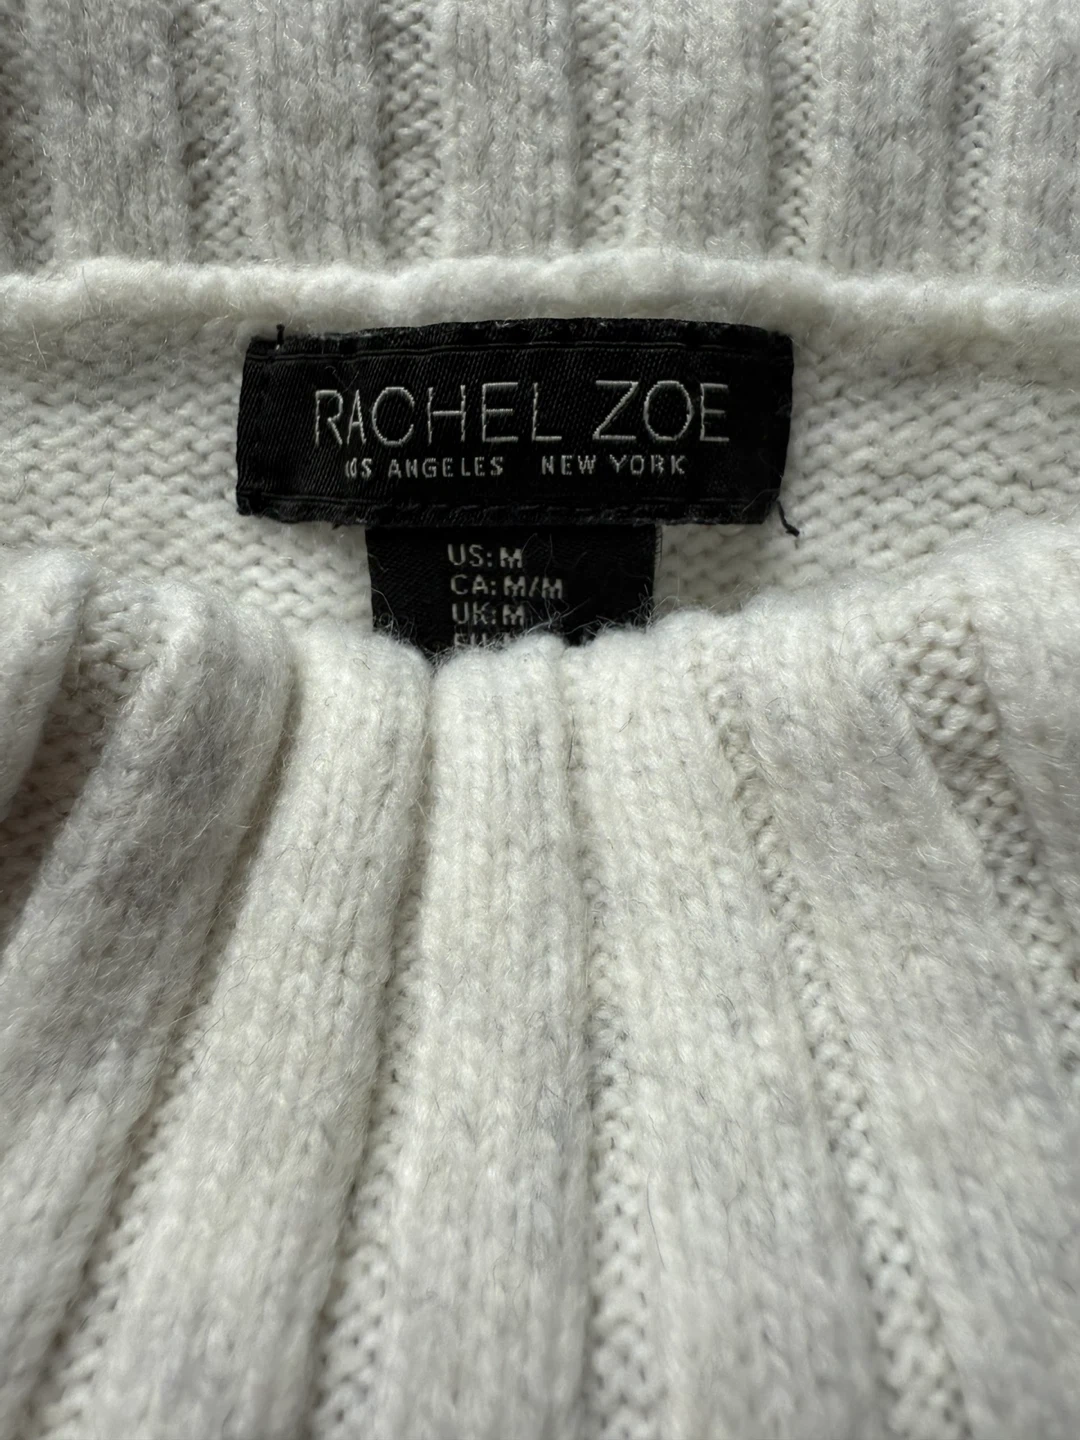 RACHEL ZOE
LOS ANGELES NEW YORK
US: M
CA: M/M
UK: M